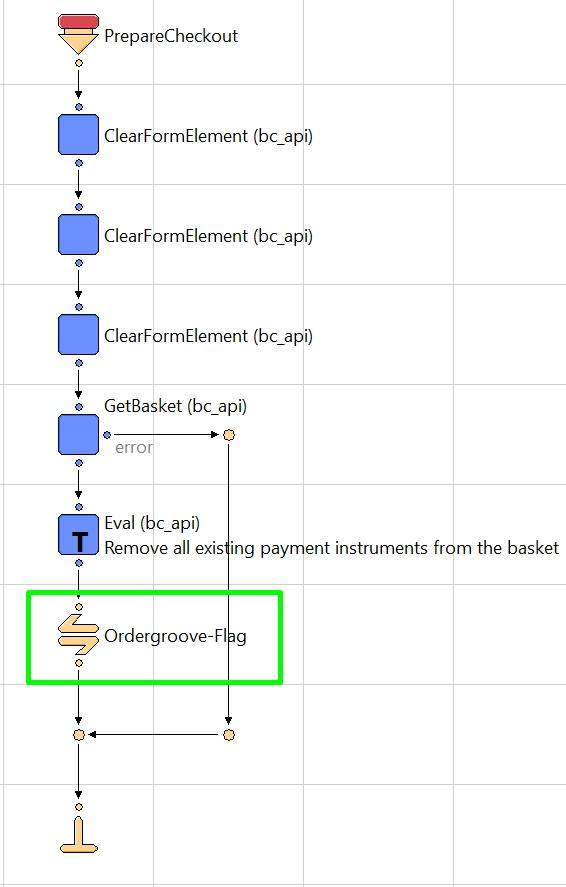 PrepareCheckout
ClearFormElement (bc_api)
ClearFormElement (bc_api)
ClearFormElement (bc_api)
GetBasket (bc_api)
error
Eval (bc_api)
T
Remove all existing payment instruments from the basket
Ordergroove-Flag